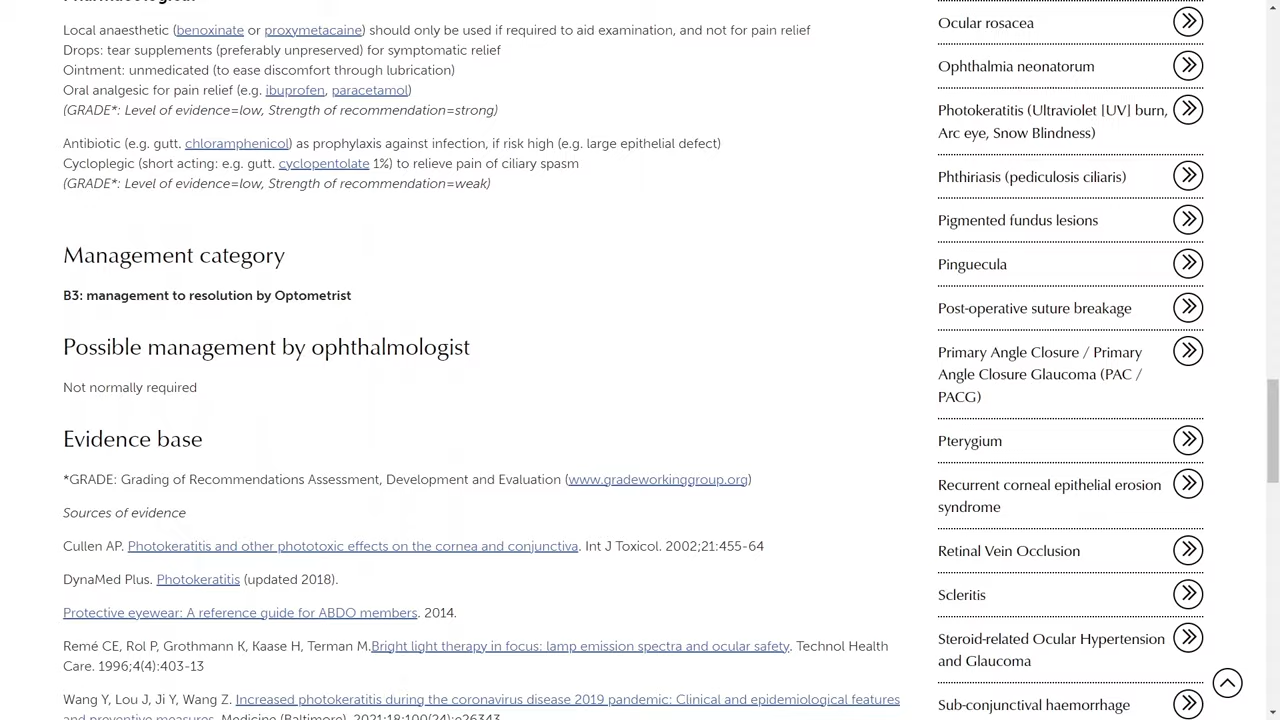 Local anaesthetic (benoxinate or proxymetacaine) should only be used if required to aid examination, and not for pain relief
Drops: tear supplements (preferably unpreserved) for symptomatic relief
Ointment: unmedicated (to ease discomfort through lubrication)
Oral analgesic for pain relief (e.g. ibuprofen, paracetamol)
(GRADE*: Level of evidence=low, Strength of recommendation=strong)
Antibiotic (e.g. gutt. chloramphenicol) as prophylaxis against infection, if risk high (e.g. large epithelial defect)
Cycloplegic (short acting: e.g. gutt. cyclopentolate 1%) to relieve pain of ciliary spasm
(GRADE*: Level of evidence=low, Strength of recommendation=weak)
Management category
B3: management to resolution by Optometrist
Possible management by ophthalmologist
Not normally required
Evidence base
*GRADE: Grading of Recommendations Assessment, Development and Evaluation (www.gradeworkinggroup.org)
Sources of evidence
Cullen AP. Photokeratitis and other phototoxic effects on the cornea and conjunctiva. Int J Toxicol. 2002;21:455-64
DynaMed Plus. Photokeratitis (updated 2018).
Protective eyewear: A reference guide for ABDO members. 2014.
Remé CE, Rol P, Grothmann K, Kaase H, Terman M.Bright light therapy in focus: lamp emission spectra and ocular safety. Technol Health
Care. 1996;4(4):403-13
Wang Y, Lou J, Ji Y, Wang Z. Increased photokeratitis during the coronavirus disease 2019 pandemic: Clinical and epidemiological features
and preventive measures. Medicine (Baltimore). 2021;18;100(24):e26343
Ocular rosacea
Ophthalmia neonatorum
Photokeratitis (Ultraviolet [UV] burn,
Arc eye, Snow Blindness)
Phthiriasis (pediculosis ciliaris)
Pigmented fundus lesions
Pinguecula
Post-operative suture breakage
Primary Angle Closure / Primary
Angle Closure Glaucoma (PAC /
PACG)
Pterygium
Recurrent corneal epithelial erosion
syndrome
Retinal Vein Occlusion
Scleritis
Steroid-related Ocular Hypertension
and Glaucoma
Sub-conjunctival haemorrhage